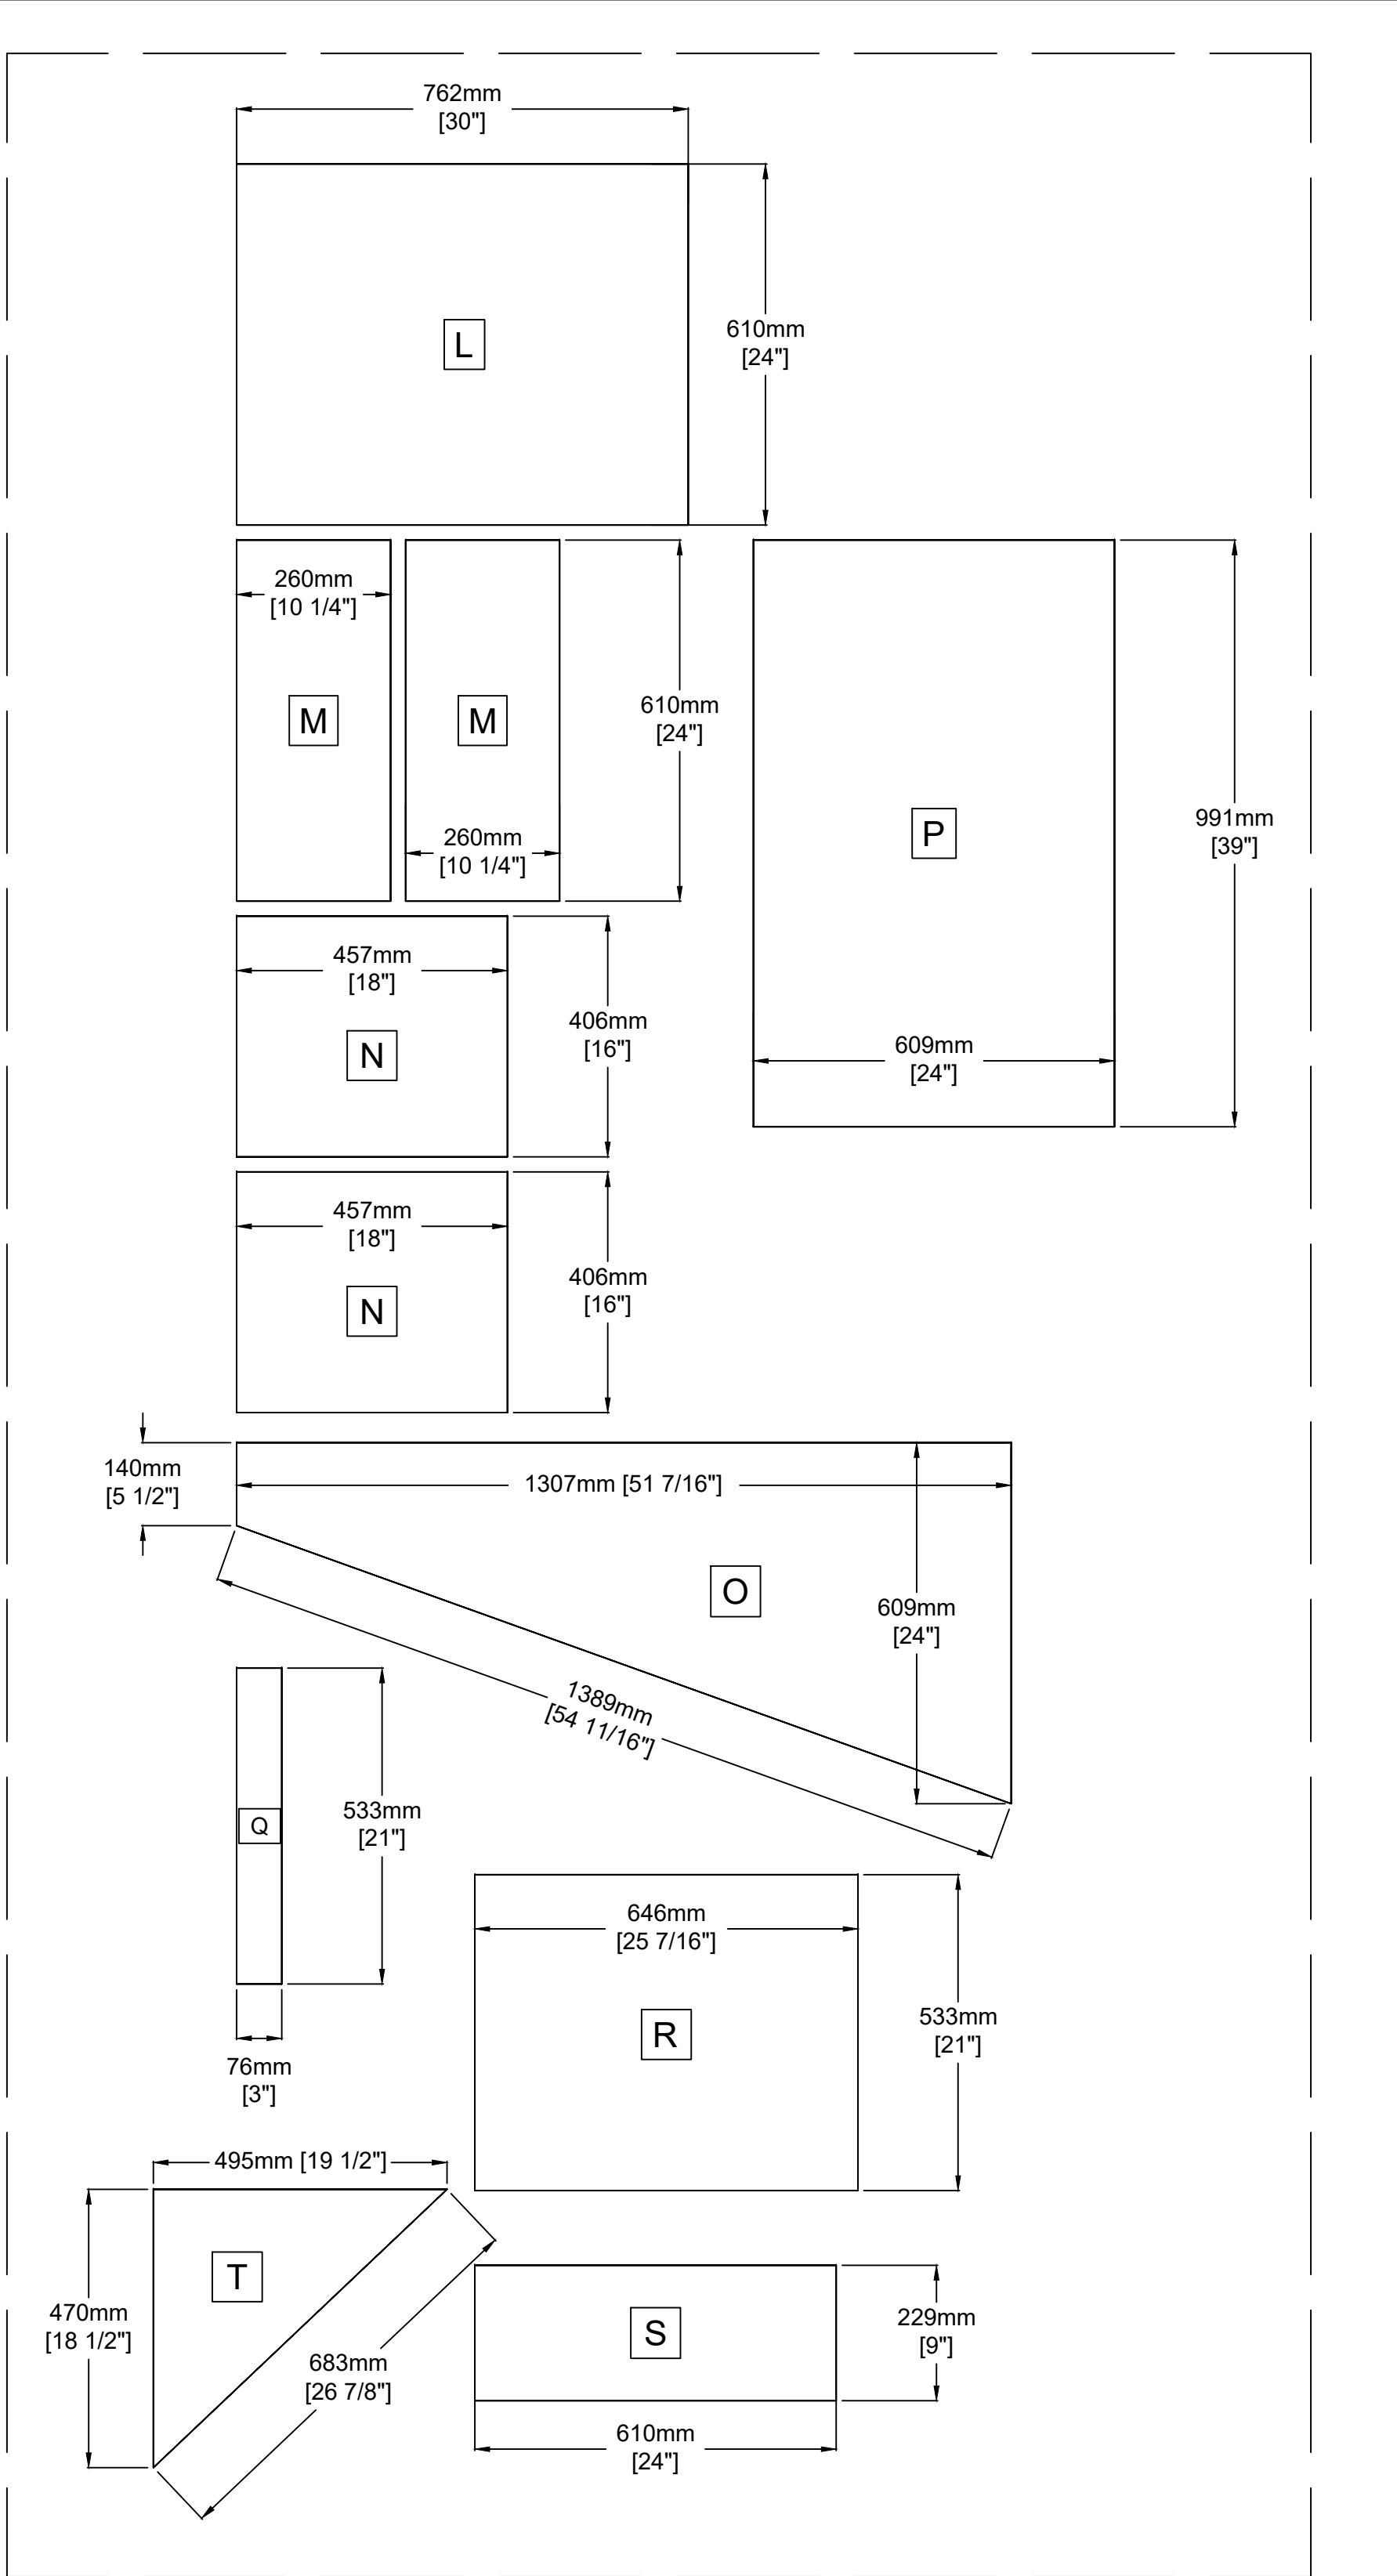 762mm
[30"]
L
610mm
[24"]
260mm
[10 1/4"]
M
M
260mm
[10 1/4"]
610mm
[24"]
P
991mm
[39"]
609mm
[24"]
457mm
[18"]
N
406mm
[16"]
457mm
[18"]
N
406mm
[16"]
140mm
[5 1/2"]
1307mm [51 7/16"]
O
609mm
[24"]
1389mm
[54 11/16"]
Q
533mm
[21"]
76mm
[3"]
646mm
[25 7/16"]
R
533mm
[21"]
495mm [19 1/2"]
T
470mm
[18 1/2"]
683mm
[26 7/8"]
S
229mm
[9"]
610mm
[24"]